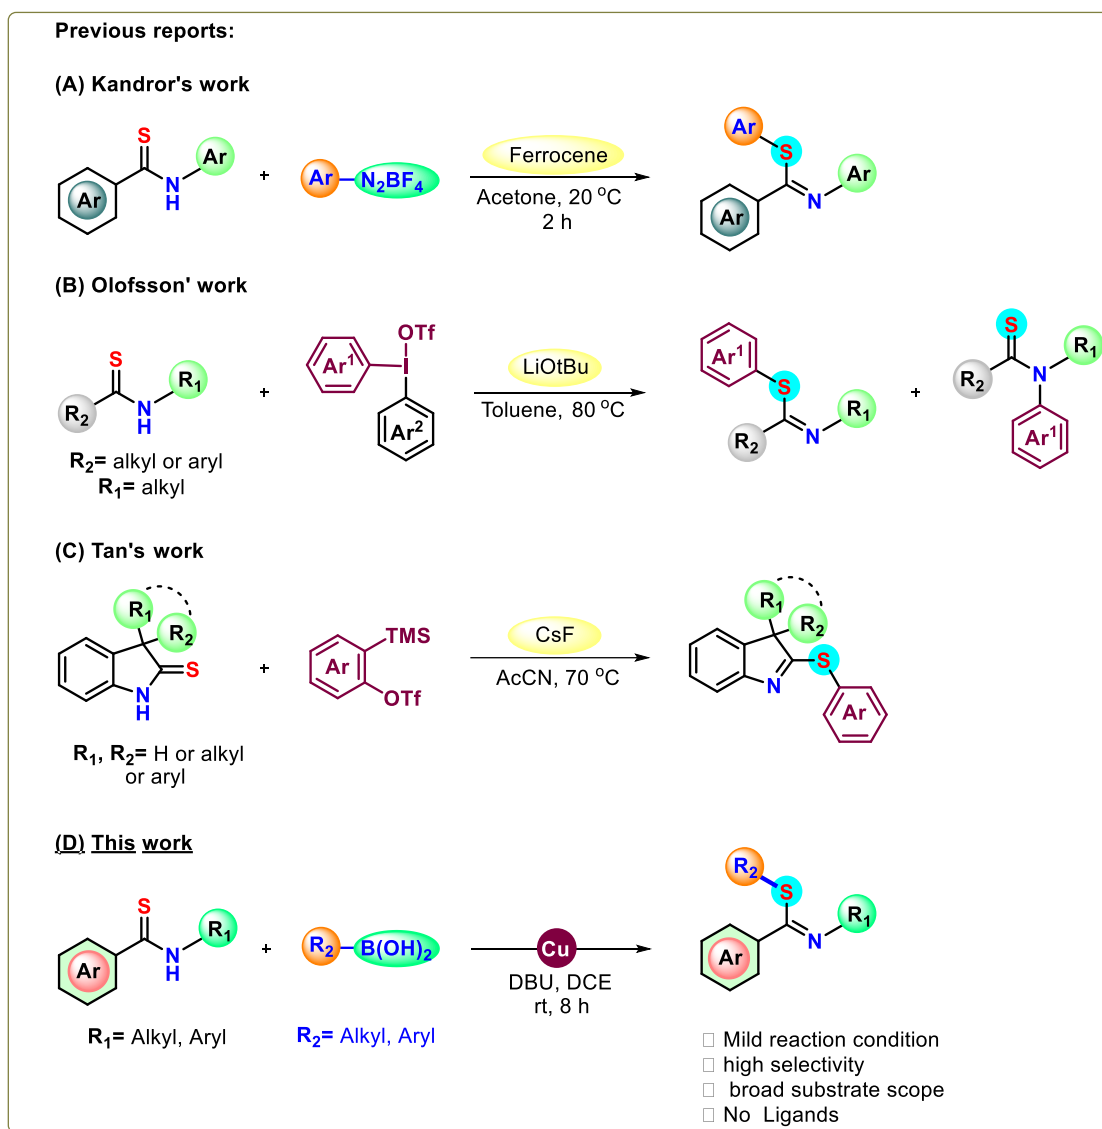 Previous reports:
(A) Kandror's work
S
Ar
N
H
Ar
+
Ar N₂BF₄
Ferrocene
Acetone, 20 °C
2 h
Ar
S
Ar
N
Ar
(B) Olofsson' work
S
R₁
N
H
R₂
R₂= alkyl or aryl
R₁= alkyl
+
OTf
Ar¹
I
Ar²
LiOtBu
Toluene, 80 °C
Ar¹
S
R₁
N
R₂
+
S
R₁
N
R₂
Ar¹
(C) Tan's work
R₁
R₂
S
N
H
R₁, R₂= H or alkyl
or aryl
+
TMS
Ar
OTf
CsF
AcCN, 70 °C
R₁
R₂
S
N
Ar
(D) This work
S
R₁
N
H
Ar
R₁= Alkyl, Aryl
+
R₂ B(OH)₂
R₂= Alkyl, Aryl
Cu
DBU, DCE
rt, 8 h
R₂
S
R₁
N
Ar
Mild reaction condition
high selectivity
broad substrate scope
No Ligands